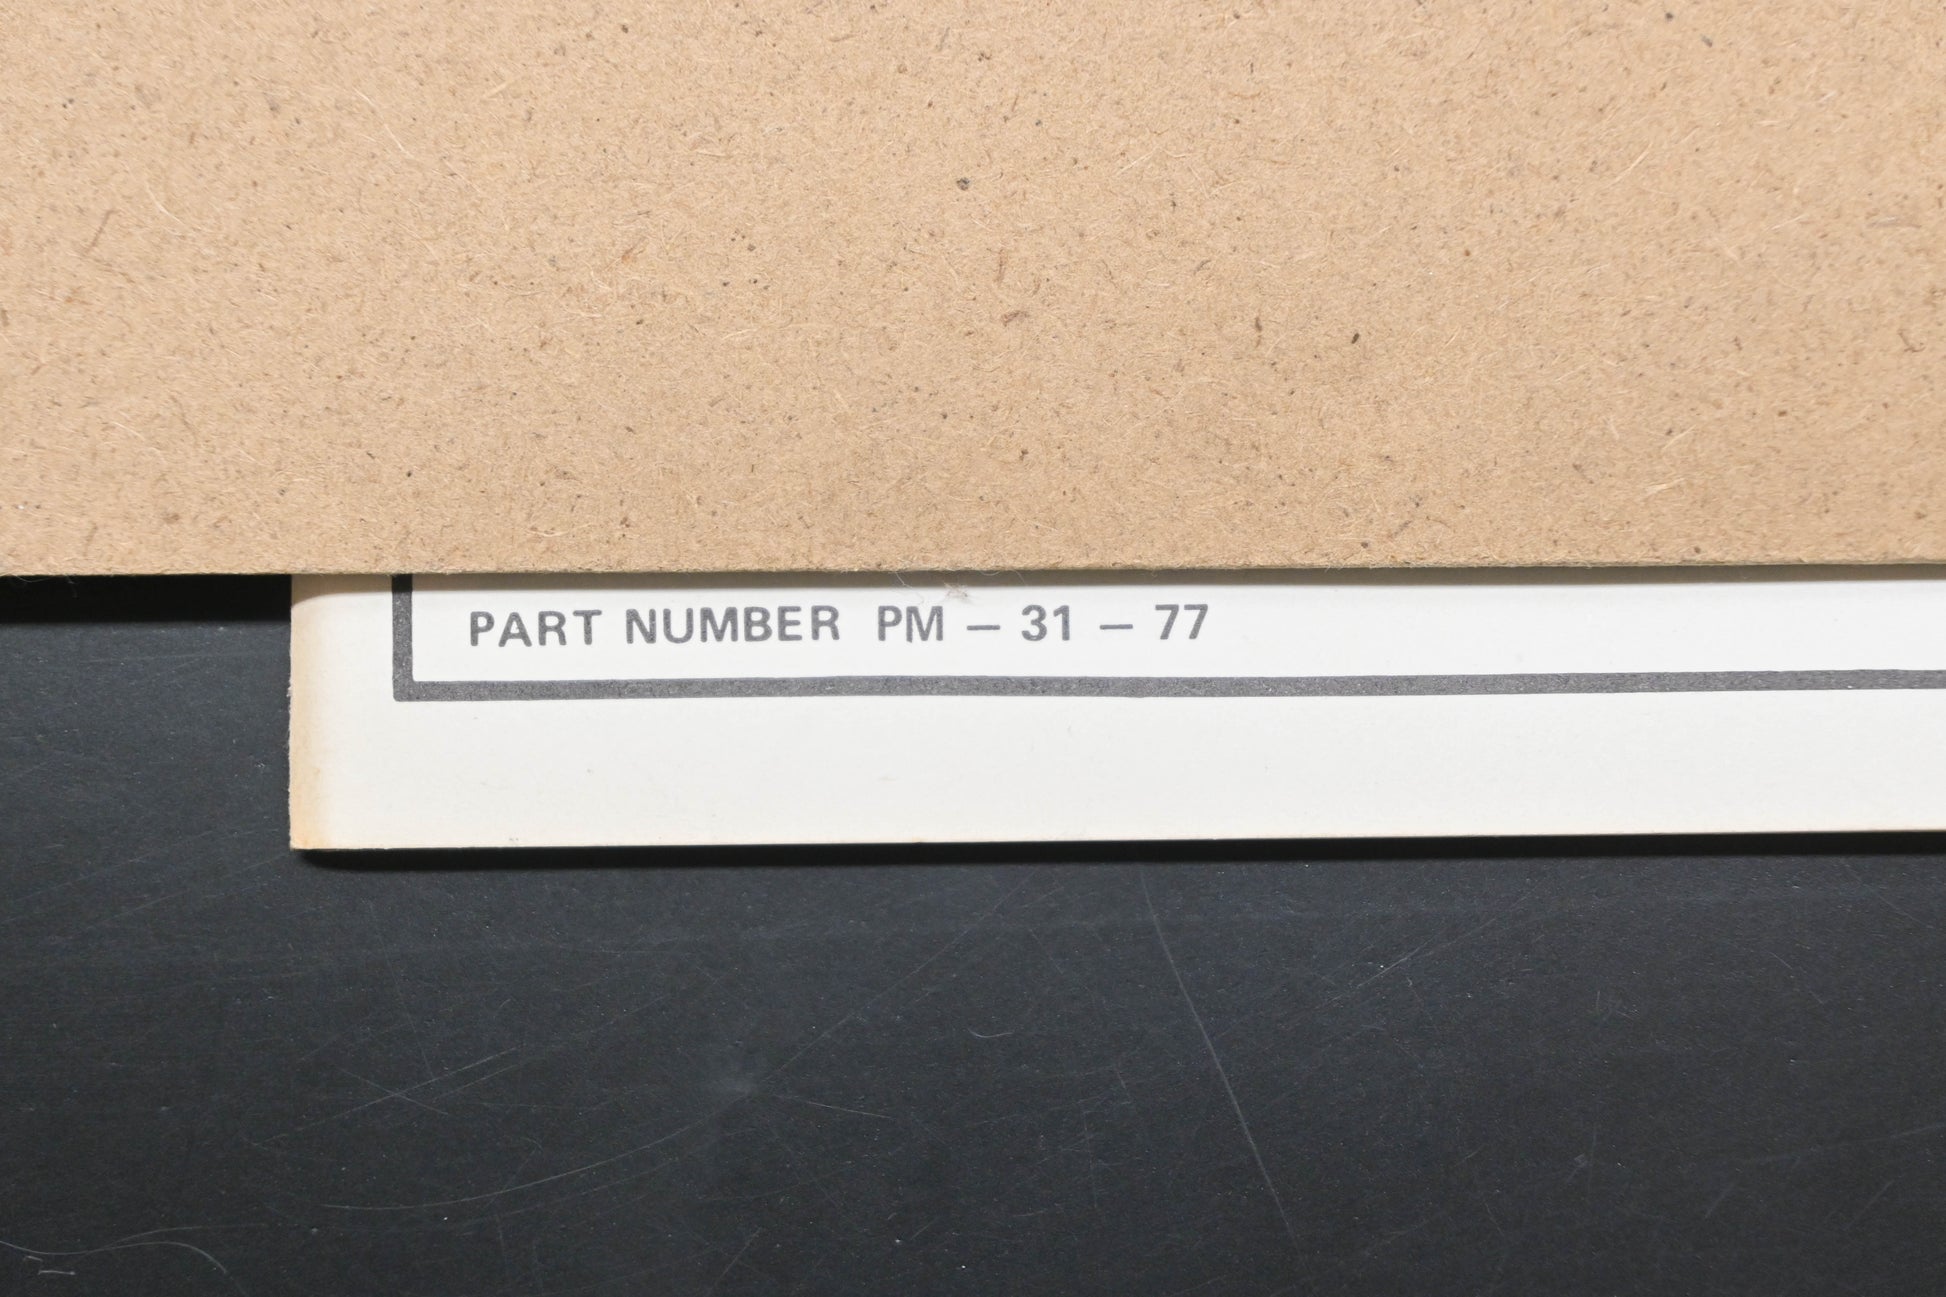 PART NUMBER PM – 31 – 77